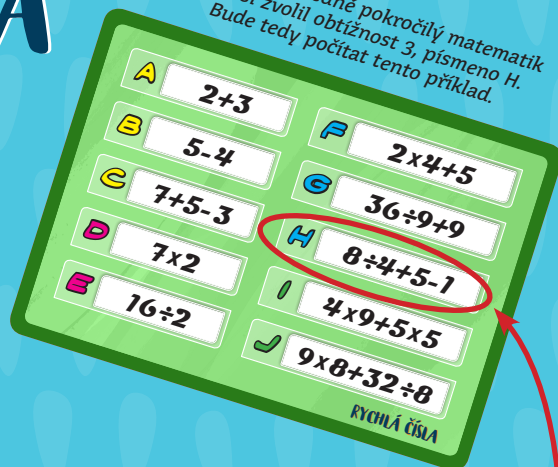 A
pokročilý matematik
zvolil obtížnost 3, písmeno H.
Bude tedy počítat tento příklad.
A 2+3
B 5-4
C 7+5-3
D 7x2
E 16÷2
F 2x4+5
G 36÷9+9
H 8÷4+5-1
I 4x9+5x5
J 9x8+32÷8
RYCHLÁ ČÍSLA